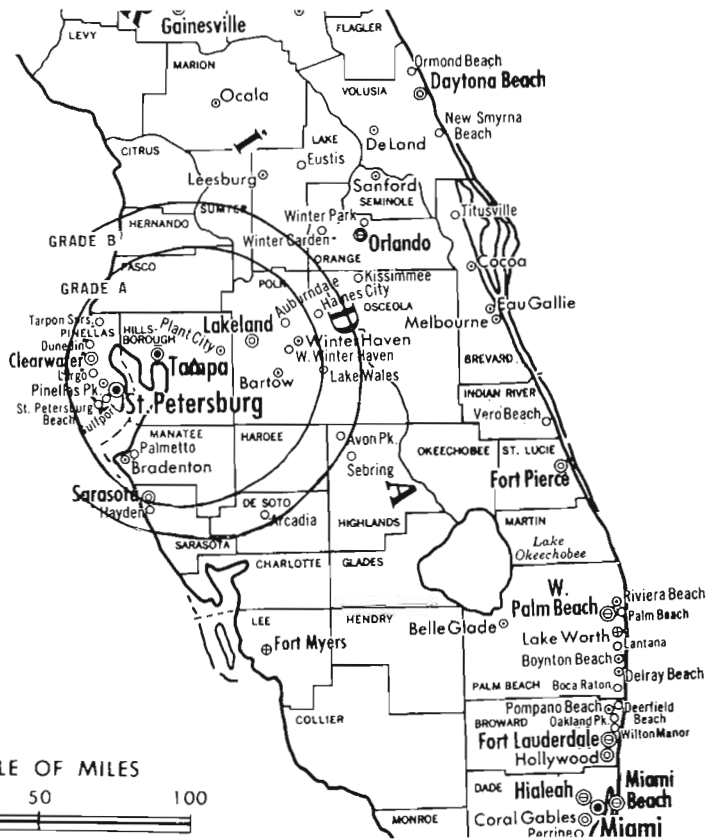 Gainesville
LEVY
FLAGLER
MARION
Ormond Beach
Daytona Beach
VOLUSIA
Ocala
New Smyrna
Beach
DeLand
LAKE
CITRUS
Eustis
Leesburg
Sanford
SEMINOLE
SUMTER
HERNANDO
Winter Park
Titusville
GRADE B
Winter Garden
Orlando
ORANGE
PASCO
Cocoa
GRADE A
POLK
Kissimmee
Auburndale
Haines City
OSCEOLA
Eau Gallie
Tarpon Sprs.
PINELLAS
HILLS-
BOROUGH
Plant City
Lakeland
Melbourne
Dunedin
Clearwater
Tampa
Winter Haven
W. Winter Haven
BREVARD
Largo
Bartow
Lake Wales
Pinellas Pk.
St. Petersburg
INDIAN RIVER
St. Petersburg
Beach
Gulfport
Vero Beach
MANATEE
HARDEE
Avon Pk.
Palmetto
Bradenton
Sebring
OKEECHOBEE
ST. LUCIE
Fort Pierce
Sarasota
Hayden
DE SOTO
Arcadia
HIGHLANDS
MARTIN
SARASOTA
Lake
Okeechobee
CHARLOTTE
GLADES
W.
Palm Beach
Riviera Beach
Palm Beach
LEE
HENDRY
Belle Glade
Lake Worth
Lantana
Fort Myers
Boynton Beach
Delray Beach
PALM BEACH
Boca Raton
COLLIER
Pompano Beach
Deerfield
Beach
BROWARD
Oakland Pk.
Wilton Manor
Fort Lauderdale
Hollywood
LE OF MILES
50
100
DADE
Hialeah
Miami
Beach
Coral Gables
Miami
MONROE
Perrine
I
D
A